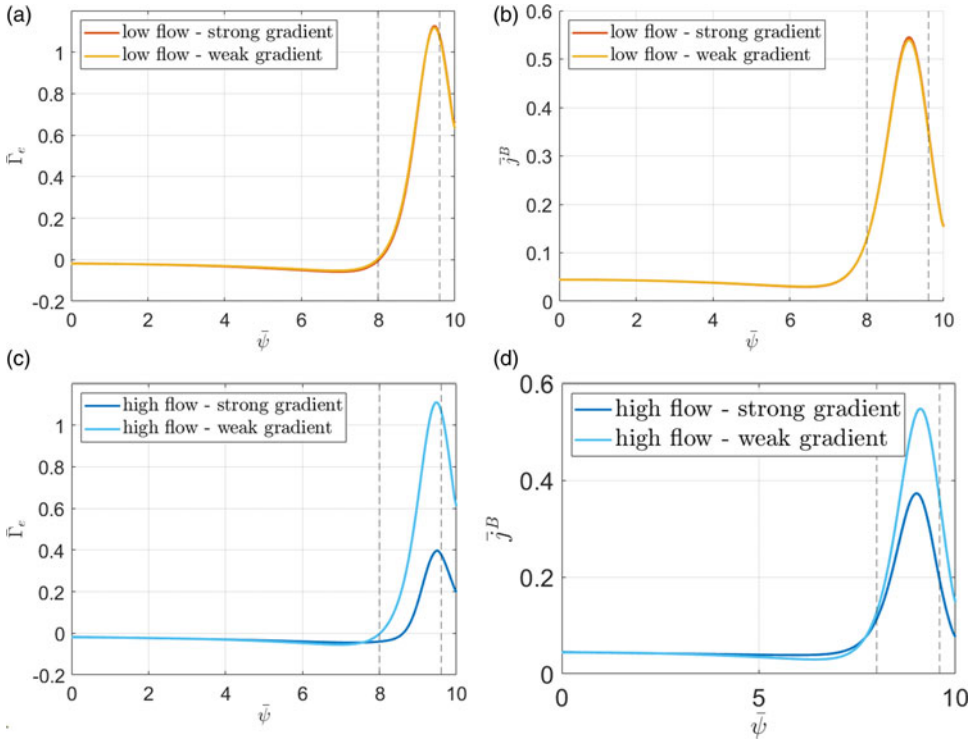 (a)
low flow - strong gradient
low flow - weak gradient
1
0.8
0.6
0.4
0.2
0
-0.2
Γ̄e
0 2 4 6 8 10
ψ̄
(b)
low flow - strong gradient
low flow - weak gradient
0.6
0.5
0.4
0.3
0.2
0.1
0
j̄B
0 2 4 6 8 10
ψ̄
(c)
high flow - strong gradient
high flow - weak gradient
1
0.8
0.6
0.4
0.2
0
-0.2
Γ̄e
0 2 4 6 8 10
ψ̄
(d)
high flow - strong gradient
high flow - weak gradient
0.6
0.4
0.2
0
j̄B
0 5 10
ψ̄